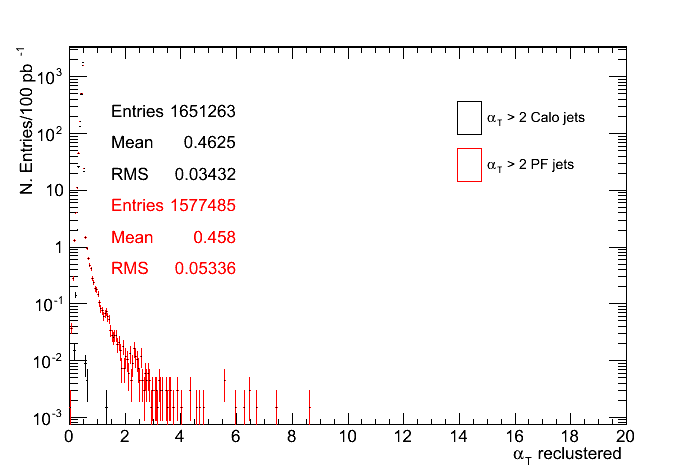 N. Entries/100 pb⁻¹
10³
10²
10
1
10⁻¹
10⁻²
10⁻³
Entries 1651263
Mean 0.4625
RMS 0.03432
Entries 1577485
Mean 0.458
RMS 0.05336
α_T > 2 Calo jets
α_T > 2 PF jets
0 2 4 6 8 10 12 14 16 18 20
α_T reclustered